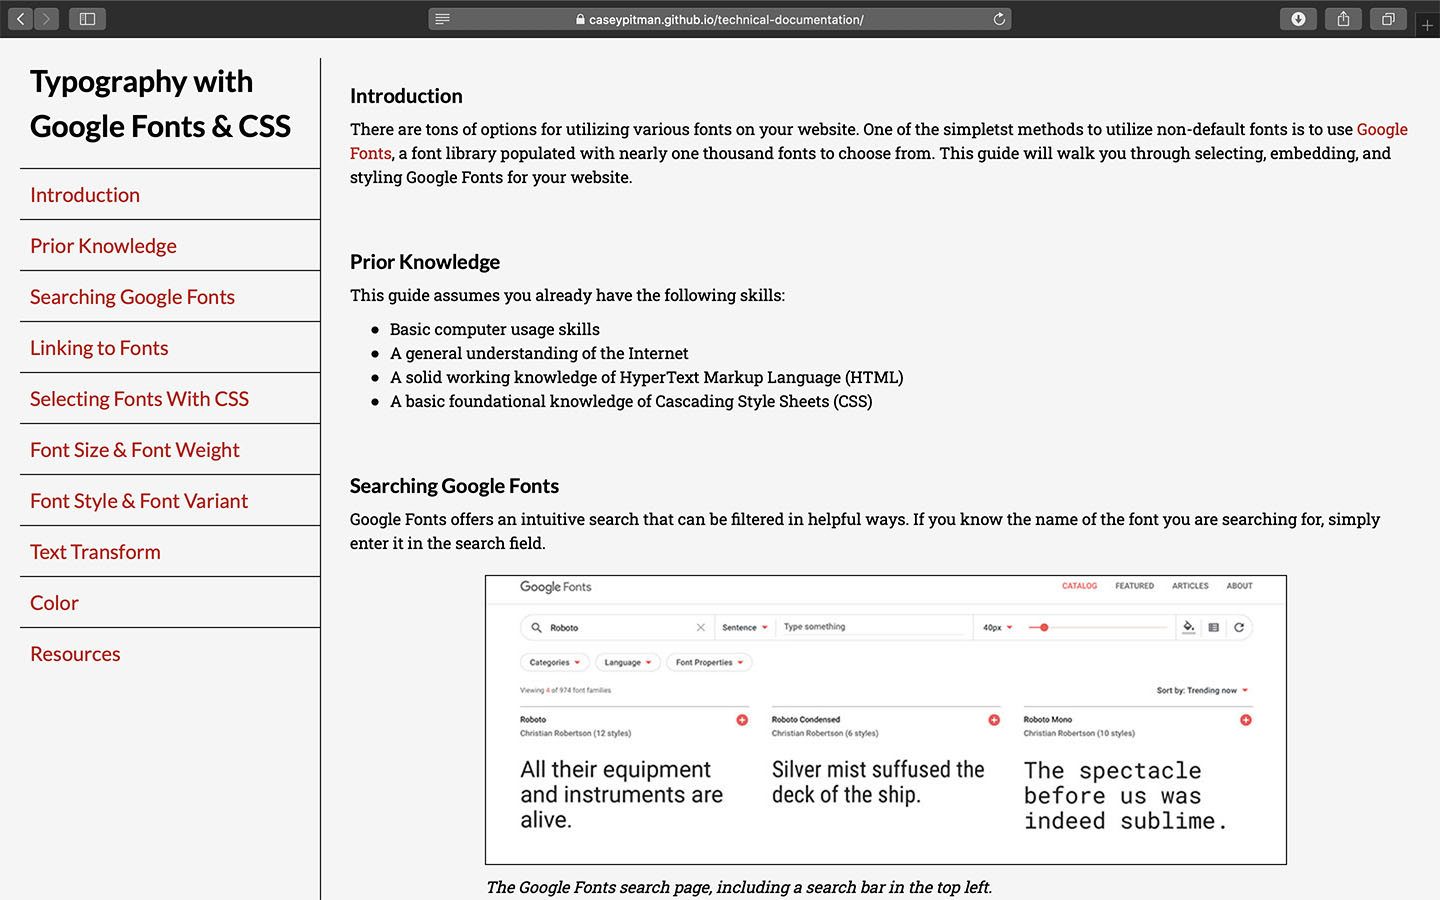 caseypitman.github.io/technical-documentation/
Typography with
Google Fonts & CSS
Introduction
Prior Knowledge
Searching Google Fonts
Linking to Fonts
Selecting Fonts With CSS
Font Size & Font Weight
Font Style & Font Variant
Text Transform
Color
Resources
Introduction
There are tons of options for utilizing various fonts on your website. One of the simpletst methods to utilize non-default fonts is to use Google
Fonts, a font library populated with nearly one thousand fonts to choose from. This guide will walk you through selecting, embedding, and
styling Google Fonts for your website.
Prior Knowledge
This guide assumes you already have the following skills:
• Basic computer usage skills
• A general understanding of the Internet
• A solid working knowledge of HyperText Markup Language (HTML)
• A basic foundational knowledge of Cascading Style Sheets (CSS)
Searching Google Fonts
Google Fonts offers an intuitive search that can be filtered in helpful ways. If you know the name of the font you are searching for, simply
enter it in the search field.
Google Fonts CATALOG FEATURED ARTICLES ABOUT
Roboto Sentence Type something 40px
Categories Language Font Properties
Viewing 4 of 974 font families Sort by: Trending now
Roboto Roboto Condensed Roboto Mono
Christian Robertson (12 styles) Christian Robertson (6 styles) Christian Robertson (10 styles)
All their equipment
and instruments are
alive.
Silver mist suffused the
deck of the ship.
The spectacle
before us was
indeed sublime.
The Google Fonts search page, including a search bar in the top left.